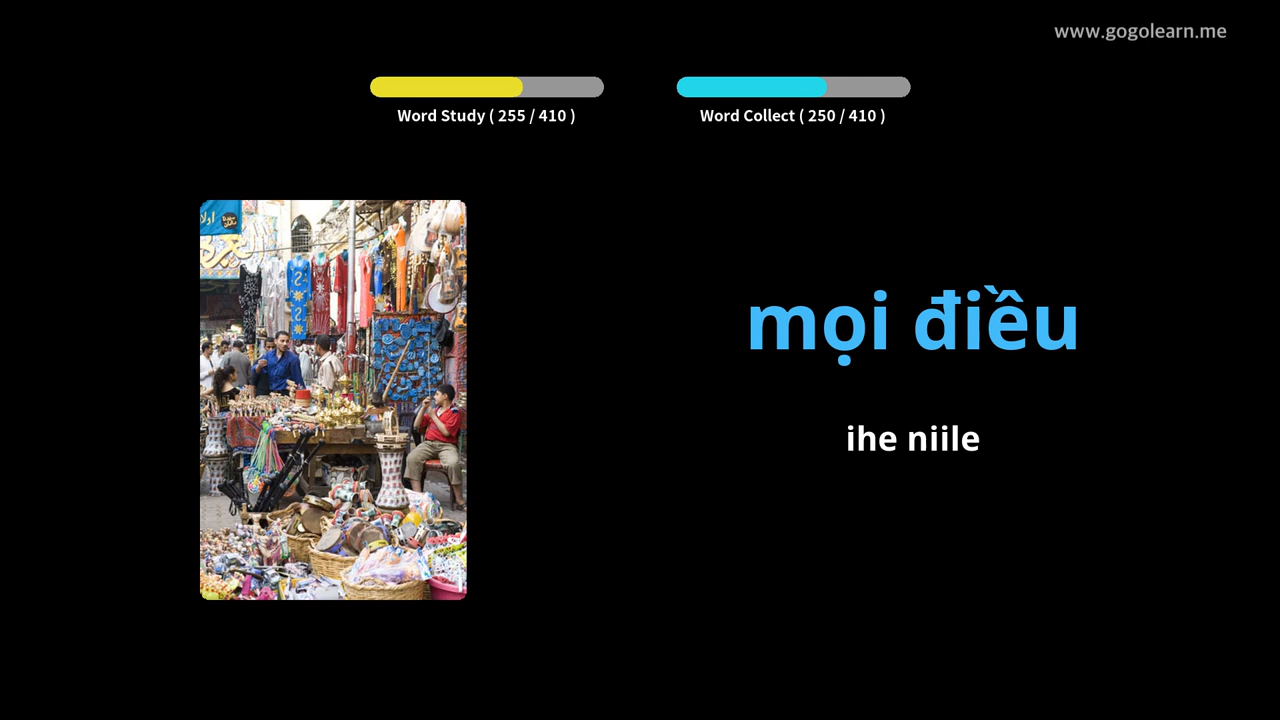 www.gogolearn.me
Word Study ( 255 / 410 )
Word Collect ( 250 / 410 )
mọi điều
ihe niile